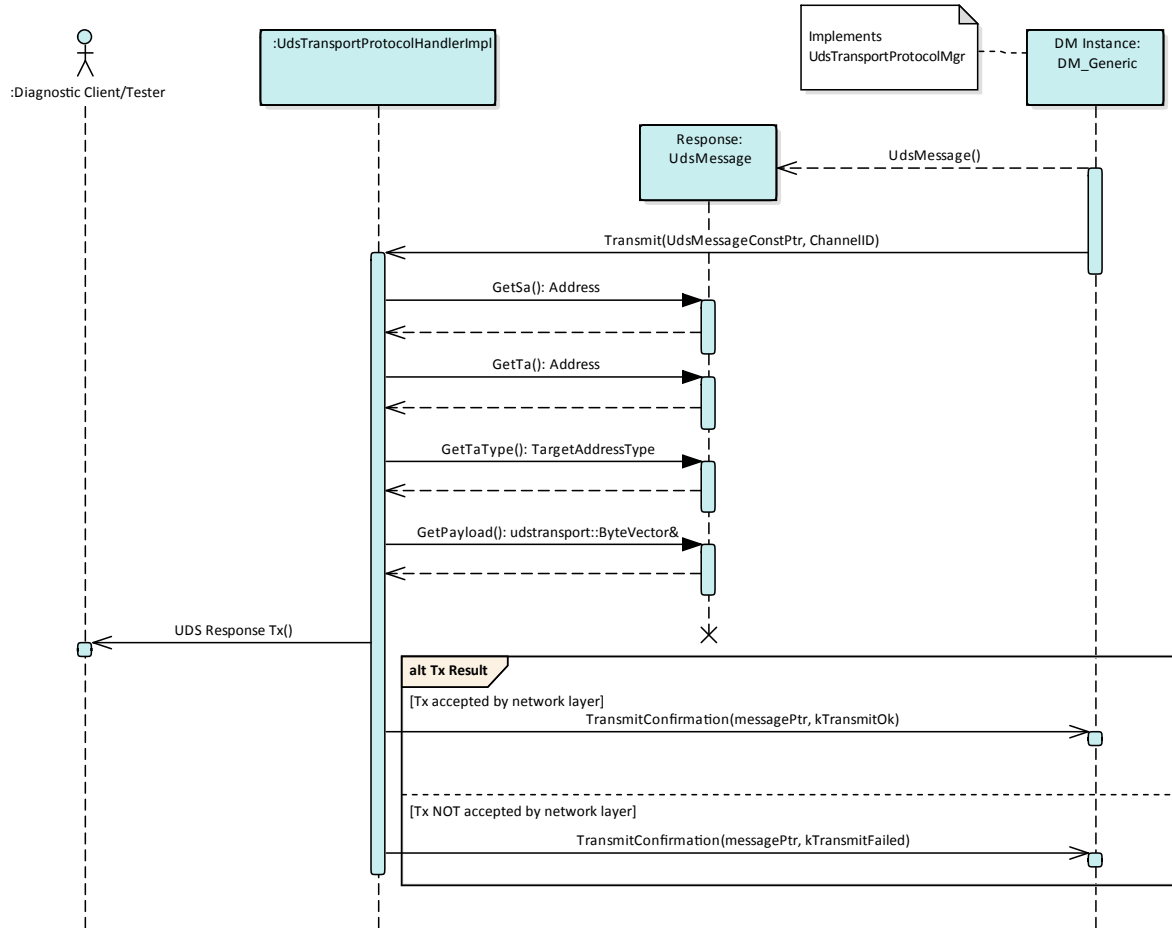 Implements
UdsTransportProtocolMgr
:UdsTransportProtocolHandlerImpl
DM Instance:
DM_Generic
:Diagnostic Client/Tester
Response:
UdsMessage
UdsMessage()
Transmit(UdsMessageConstPtr, ChannelID)
GetSa(): Address
GetTa(): Address
GetTaType(): TargetAddressType
GetPayload(): udstransport::ByteVector&
UDS Response Tx()
alt Tx Result
[Tx accepted by network layer]
TransmitConfirmation(messagePtr, kTransmitOk)
[Tx NOT accepted by network layer]
TransmitConfirmation(messagePtr, kTransmitFailed)